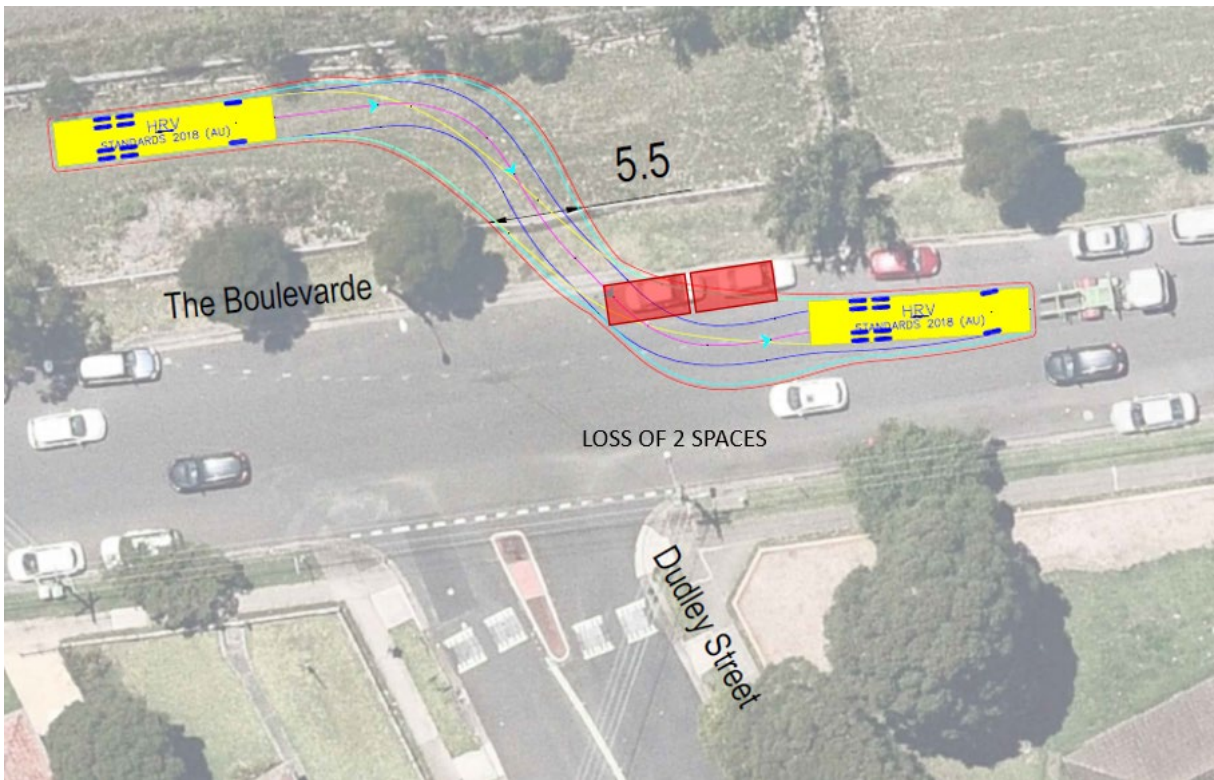 HRV
STANDARDS 2018 (AU)
5.5
The Boulevarde
HRV
STANDARDS 2018 (AU)
LOSS OF 2 SPACES
Dudley Street